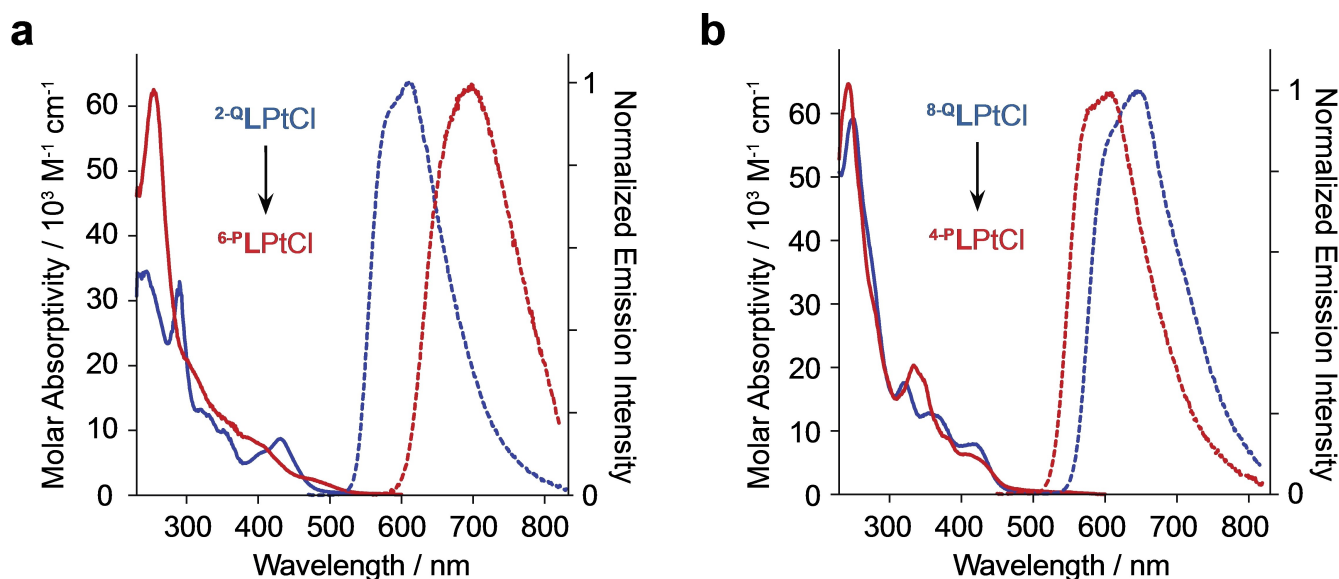 a
Molar Absorptivity / 10³ M⁻¹ cm⁻¹
60
50
40
30
20
10
0
²⁻ᵠLPtCl
⁶⁻ᴾLPtCl
1
0
Normalized Emission Intensity
300 400 500 600 700 800
Wavelength / nm
b
Molar Absorptivity / 10³ M⁻¹ cm⁻¹
60
50
40
30
20
10
0
⁸⁻ᵠLPtCl
⁴⁻ᴾLPtCl
1
0
Normalized Emission Intensity
300 400 500 600 700 800
Wavelength / nm